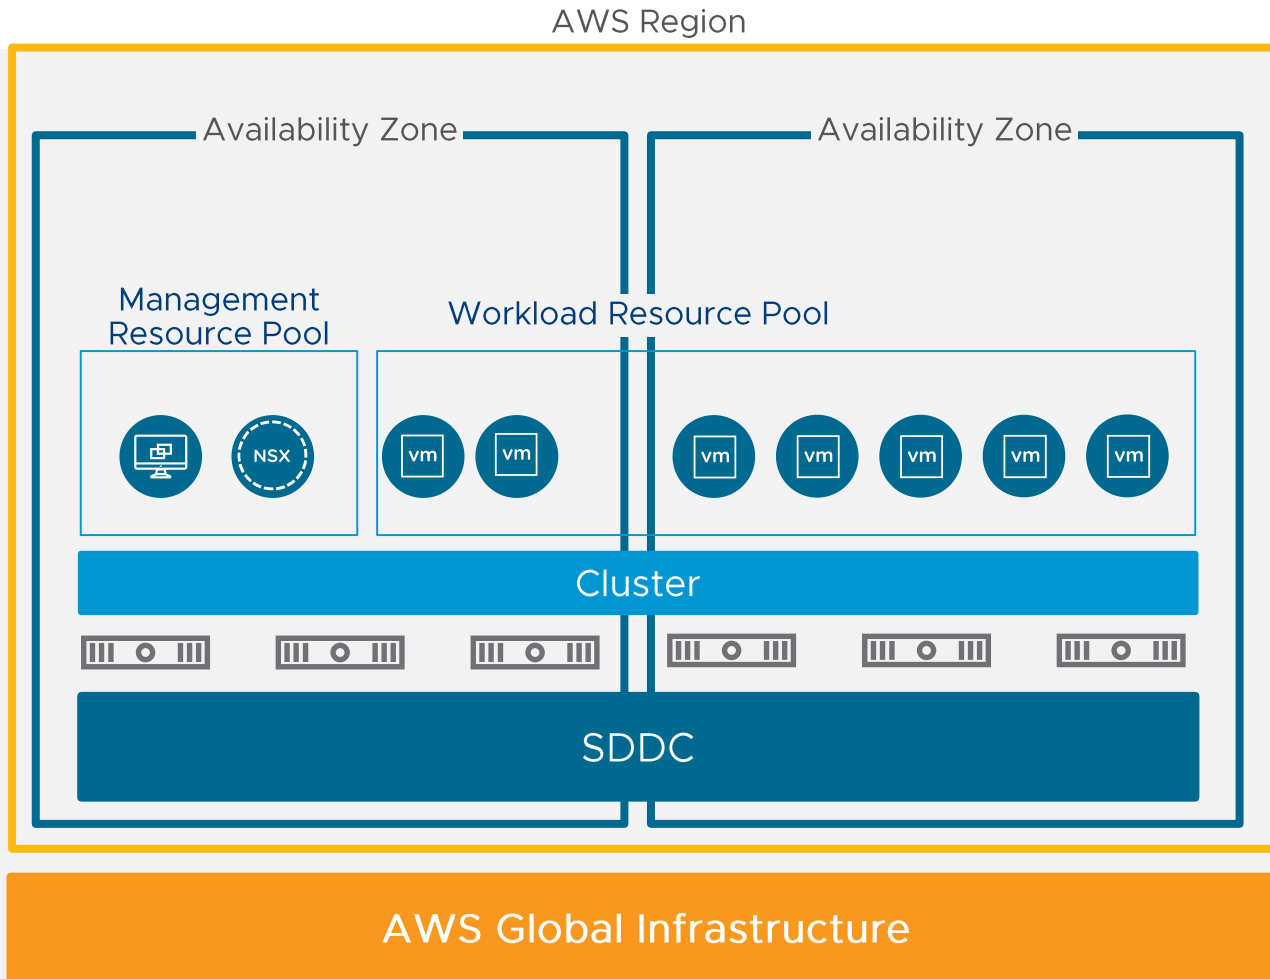 AWS Region
Availability Zone
Availability Zone
Management
Resource Pool
Workload Resource Pool
NSX
vm
vm
vm
vm
vm
vm
vm
Cluster
SDDC
AWS Global Infrastructure